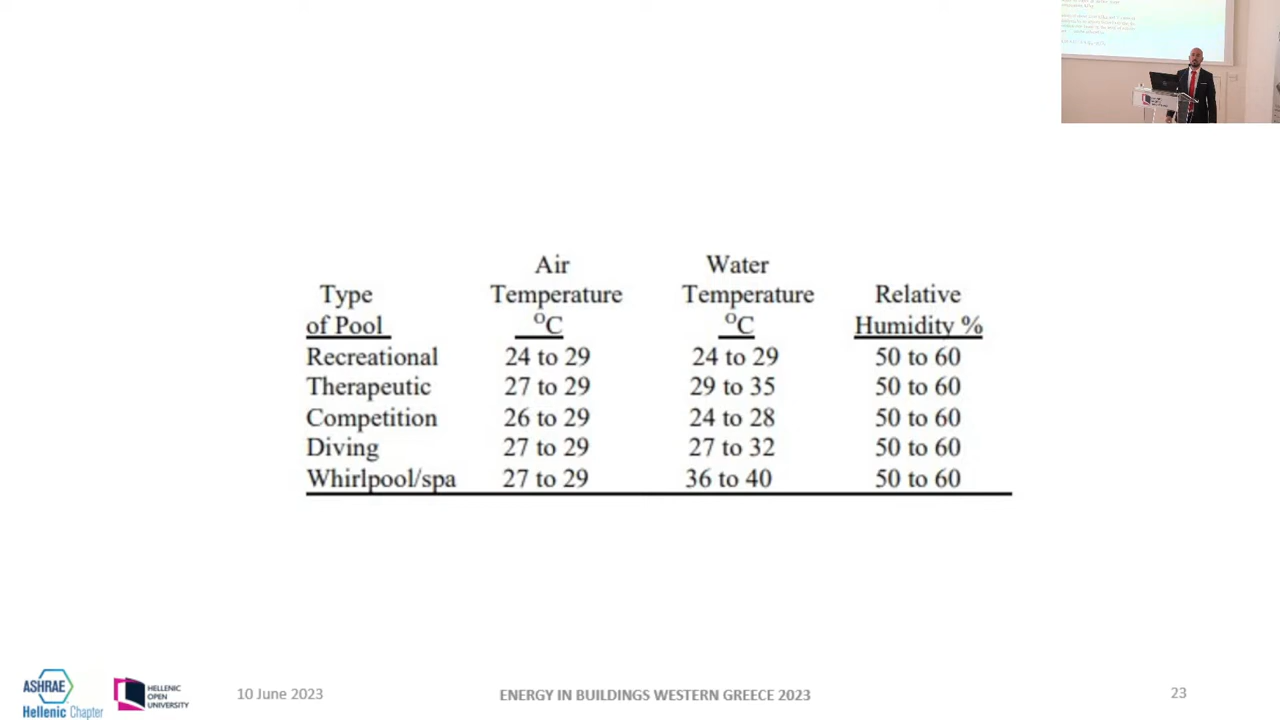 Air Water
Type Temperature Temperature Relative
of Pool ᴼC ᴼC Humidity %
Recreational 24 to 29 24 to 29 50 to 60
Therapeutic 27 to 29 29 to 35 50 to 60
Competition 26 to 29 24 to 28 50 to 60
Diving 27 to 29 27 to 32 50 to 60
Whirlpool/spa 27 to 29 36 to 40 50 to 60
ASHRAE
Hellenic Chapter
HELLENIC
OPEN
UNIVERSITY
10 June 2023
ENERGY IN BUILDINGS WESTERN GREECE 2023
23